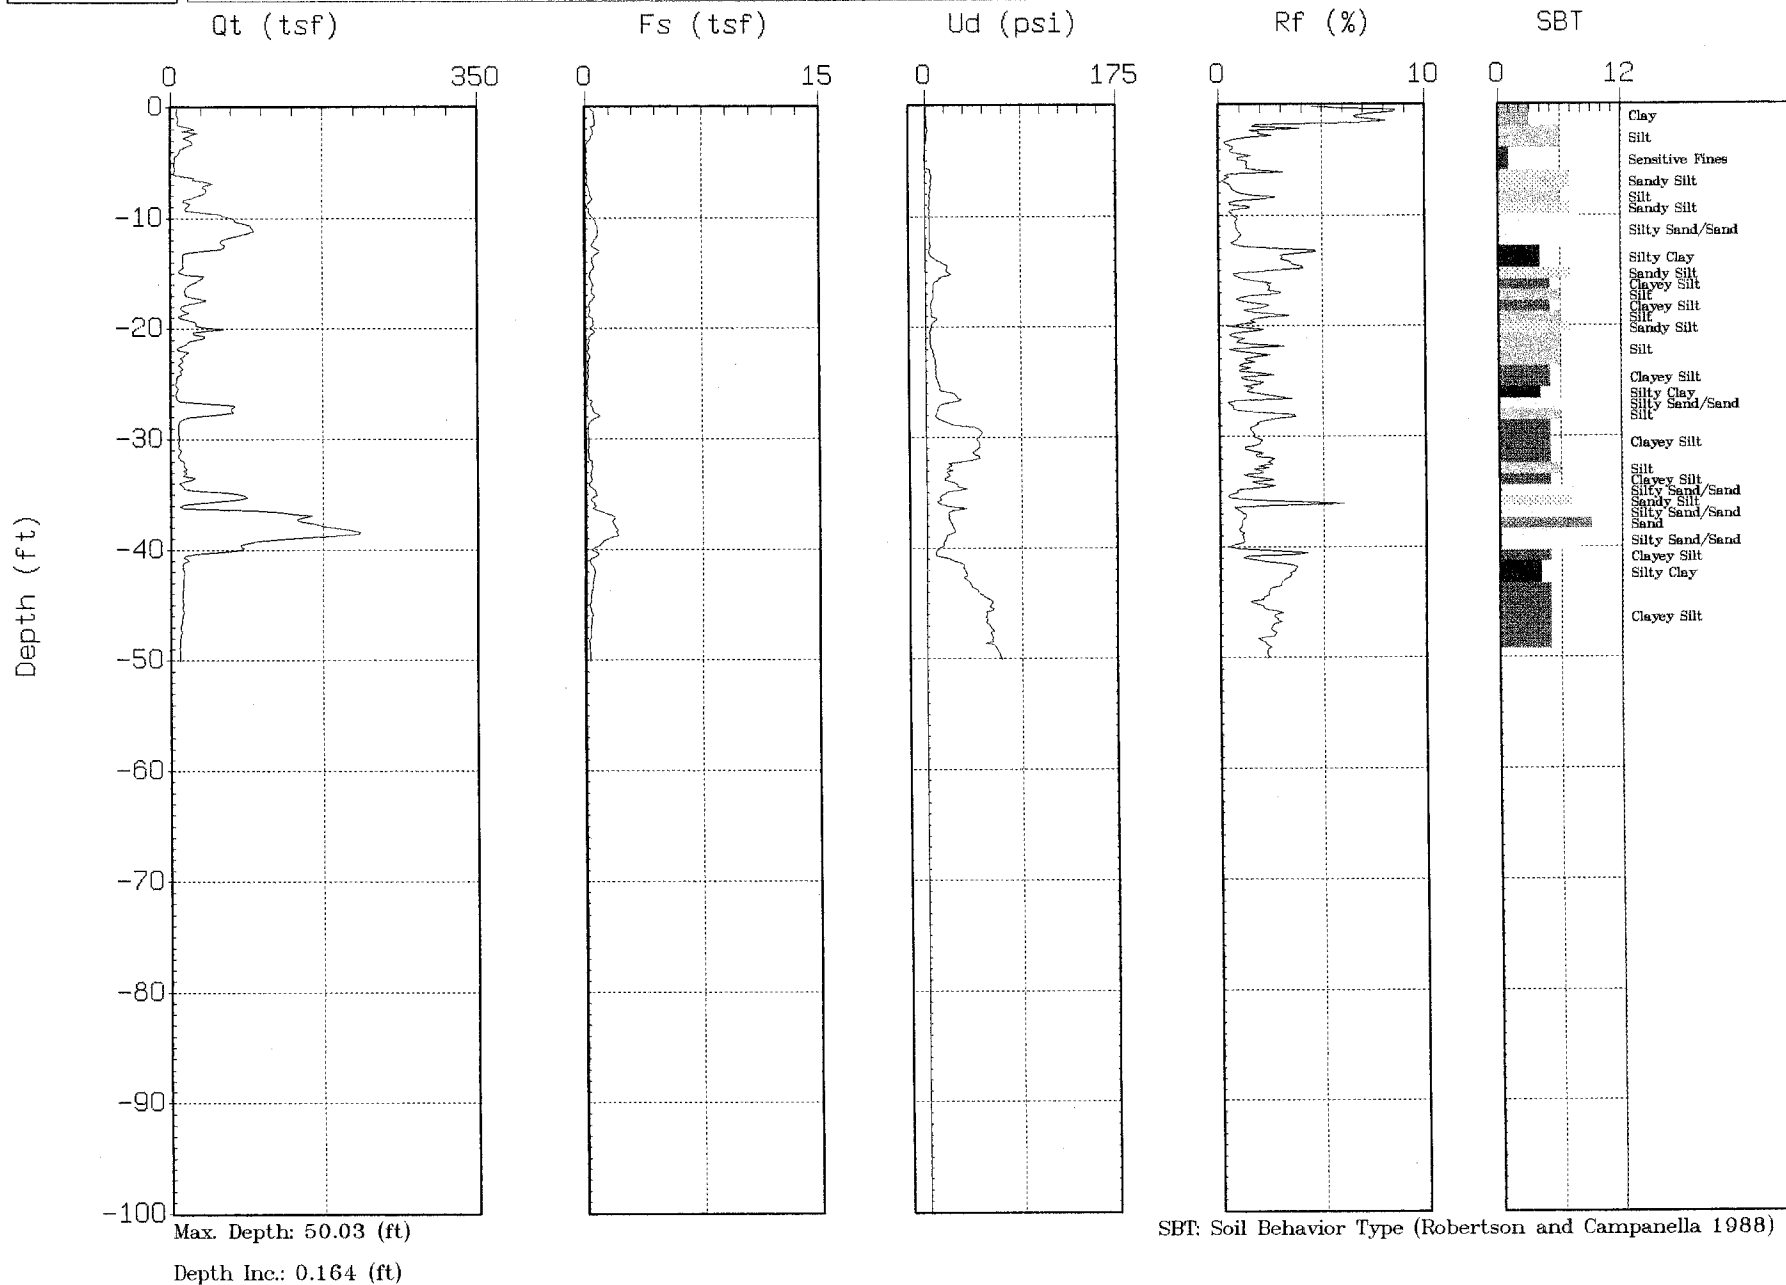 Qt (tsf) Fs (tsf) Ud (psi) Rf (%) SBT
0 350 0 15 0 175 0 10 0 12
0
-10
-20
-30
-40
-50
-60
-70
-80
-90
-100
Depth (ft)
Clay
Silt
Sensitive Fines
Sandy Silt
Silt
Sandy Silt
Silty Sand/Sand
Silty Clay
Sandy Silt
Clayey Silt
Silt
Clayey Silt
Silt
Sandy Silt
Silt
Clayey Silt
Silty Clay
Silty Sand/Sand
Silt
Clayey Silt
Silt
Clayey Silt
Silty Sand/Sand
Sandy Silt
Silty Sand/Sand
Sand
Silty Sand/Sand
Clayey Silt
Silty Clay
Clayey Silt
Max. Depth: 50.03 (ft)
SBT: Soil Behavior Type (Robertson and Campanella 1988)
Depth Inc.: 0.164 (ft)